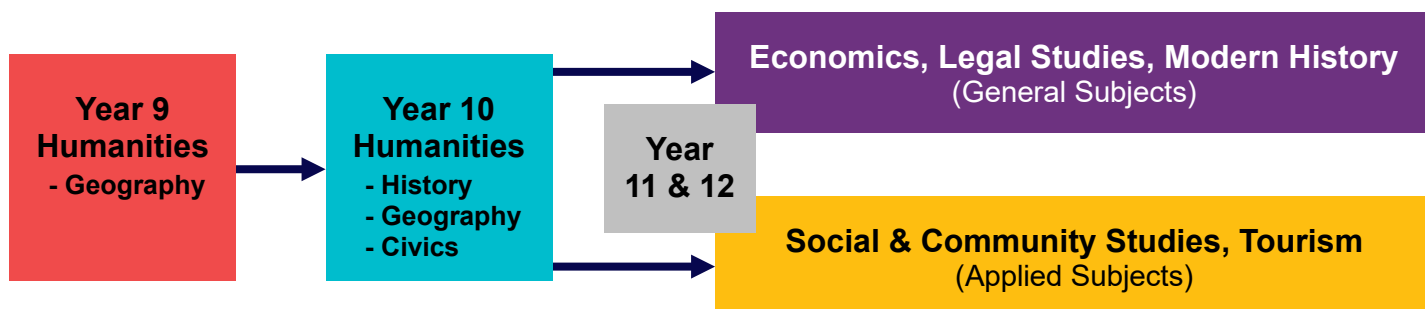 Year 9
Humanities
- Geography
Year 10
Humanities
- History
- Geography
- Civics
Year
11 & 12
Economics, Legal Studies, Modern History
(General Subjects)
Social & Community Studies, Tourism
(Applied Subjects)